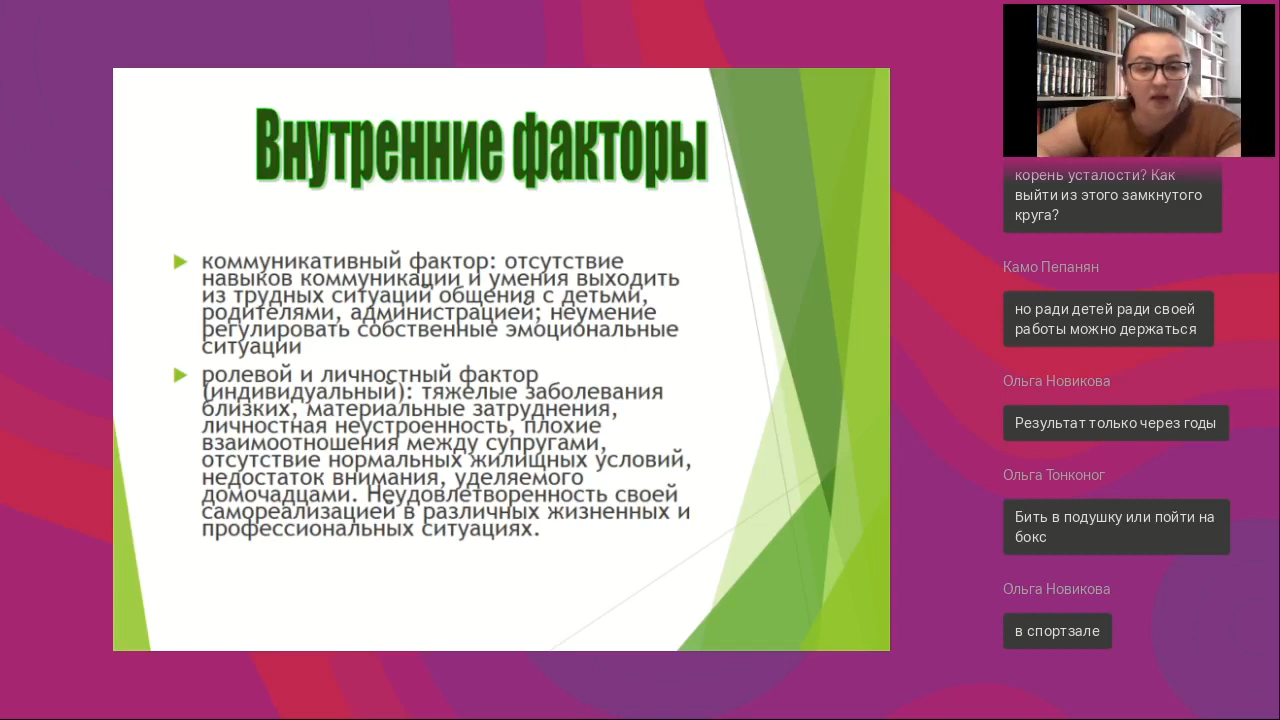 Внутренние факторы
коммуникативный фактор: отсутствие
навыков коммуникации и умения выходить
из трудных ситуаций общения с детьми,
родителями, администрацией; неумение
регулировать собственные эмоциональные
ситуации
ролевой и личностный фактор
(индивидуальный): тяжелые заболевания
близких, материальные затруднения,
личностная неустроенность, плохие
взаимоотношения между супругами,
отсутствие нормальных жилищных условий,
недостаток внимания, уделяемого
домочадцами. Неудовлетворенность своей
самореализацией в различных жизненных и
профессиональных ситуациях.
корень усталости? Как
выйти из этого замкнутого
круга?
Камо Пепанян
но ради детей ради своей
работы можно держаться
Ольга Новикова
Результат только через годы
Ольга Тонконог
Бить в подушку или пойти на
бокс
Ольга Новикова
в спортзале